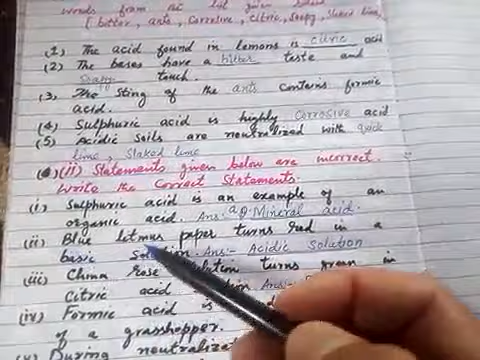 words from the list given below
[bitter, ants, Corrosive, Citric, Soapy, Slaked lime,
(1) The acid found in lemons is citric acid
(2) The bases have a bitter taste and
Soapy touch.
(3) The Sting of the ants contains formic
acid.
(4) Sulphuric acid is highly Corrosive acid
(5) Acidic Soils are neutralized with quick
lime, Slaked lime
(ii) Statements given below are incorrect.
Write the Correct Statements.
(i) Sulphuric acid is an example of an
organic acid. Ans: Mineral acid.
(ii) Blue litmus paper turns Red in a
basic Solution. Ans:- Acidic Solution
(iii) China rose turns green in
Citric acid Ans:-
(iv) Formic acid is
of a grasshopper.
(v) During